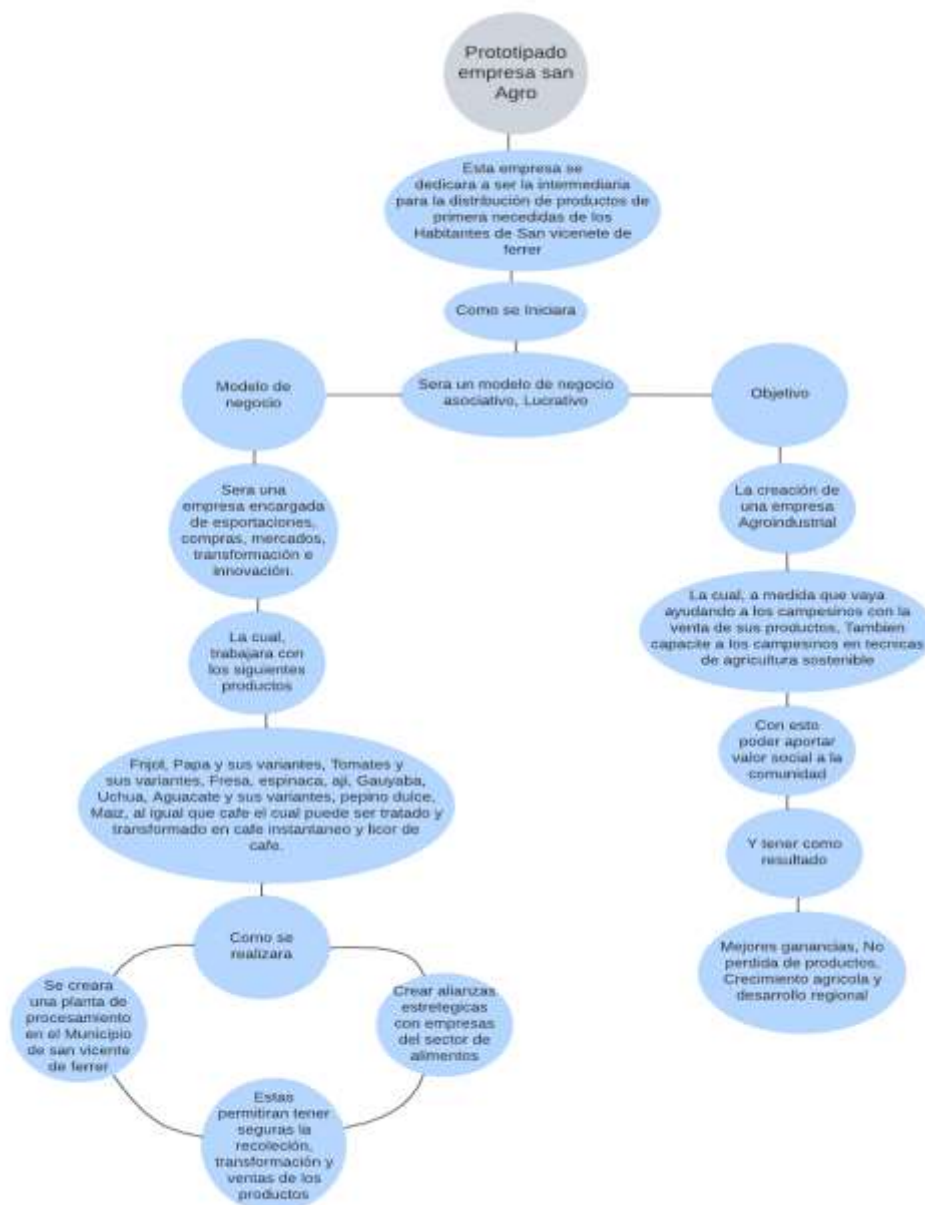 Prototipado
empresa san
Agro
Esta empresa se
dedicara a ser la intermediaria
para la distribución de productos de
primera necedidas de los
Habitantes de San vicenete de
ferrer
Como se Iniciara
Sera un modelo de negocio
asociativo, Lucrativo
Modelo de
negocio
Sera una
empresa encargada
de esportaciones,
compras, mercados,
transformación e
innovación.
La cual,
trabajara con
los siguientes
productos
Frijol, Papa y sus variantes, Tomates y
sus variantes, Fresa, espinaca, aji, Gauyaba,
Uchua, Aguacate y sus variantes, pepino dulce,
Maiz, al igual que cafe el cual puede ser tratado y
transformado en cafe instantaneo y licor de
cafe.
Como se
realizara
Se creara
una planta de
procesamiento
en el Municipio
de san vicente
de ferrer
Crear alianzas
estretegicas
con empresas
del sector de
alimentos
Estas
permitiran tener
seguras la
recoleción,
transformación y
ventas de los
productos
Objetivo
La creación de
una empresa
Agroindustrial
La cual, a medida que vaya
ayudando a los campesinos con la
venta de sus productos, Tambien
capacite a los campesinos en tecnicas
de agricultura sostenible
Con esto
poder aportar
valor social a la
comunidad
Y tener como
resultado
Mejores ganancias, No
perdida de productos,
Crecimiento agricola y
desarrollo regional